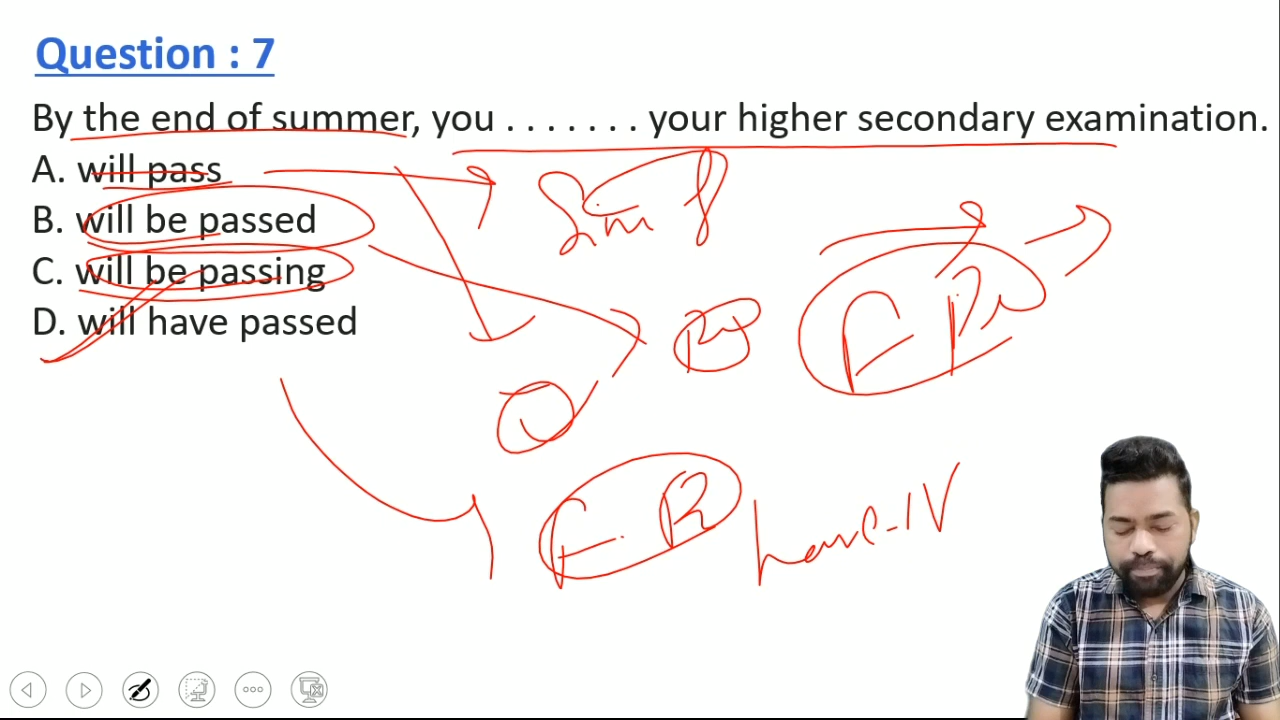 Question : 7
By the end of summer, you . . . . . . . your higher secondary examination.
A. will pass
B. will be passed
C. will be passing
D. will have passed